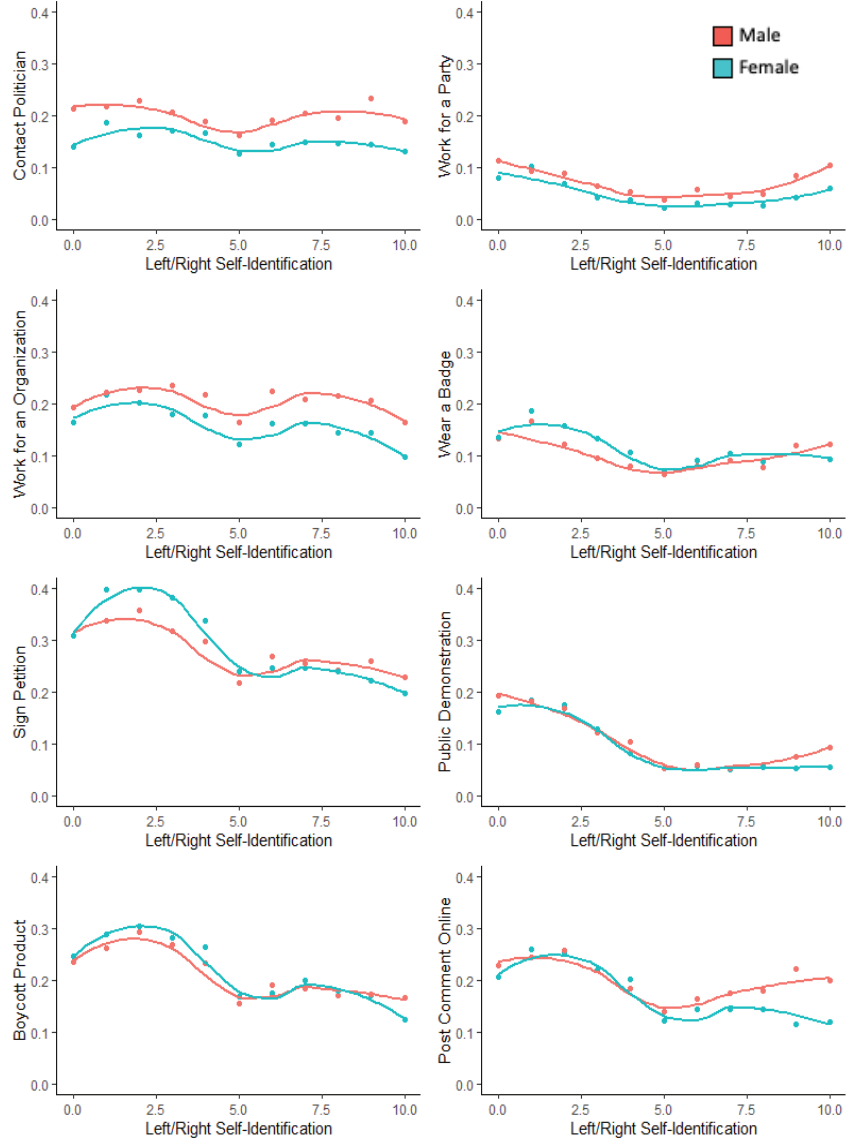 Contact Politician
0.4
0.3
0.2
0.1
0.0
0.0 2.5 5.0 7.5 10.0
Left/Right Self-Identification
Work for a Party
0.4
0.3
0.2
0.1
0.0
0.0 2.5 5.0 7.5 10.0
Left/Right Self-Identification
Male
Female
Work for an Organization
0.4
0.3
0.2
0.1
0.0
0.0 2.5 5.0 7.5 10.0
Left/Right Self-Identification
Wear a Badge
0.4
0.3
0.2
0.1
0.0
0.0 2.5 5.0 7.5 10.0
Left/Right Self-Identification
Sign Petition
0.4
0.3
0.2
0.1
0.0
0.0 2.5 5.0 7.5 10.0
Left/Right Self-Identification
Public Demonstration
0.4
0.3
0.2
0.1
0.0
0.0 2.5 5.0 7.5 10.0
Left/Right Self-Identification
Boycott Product
0.4
0.3
0.2
0.1
0.0
0.0 2.5 5.0 7.5 10.0
Left/Right Self-Identification
Post Comment Online
0.4
0.3
0.2
0.1
0.0
0.0 2.5 5.0 7.5 10.0
Left/Right Self-Identification